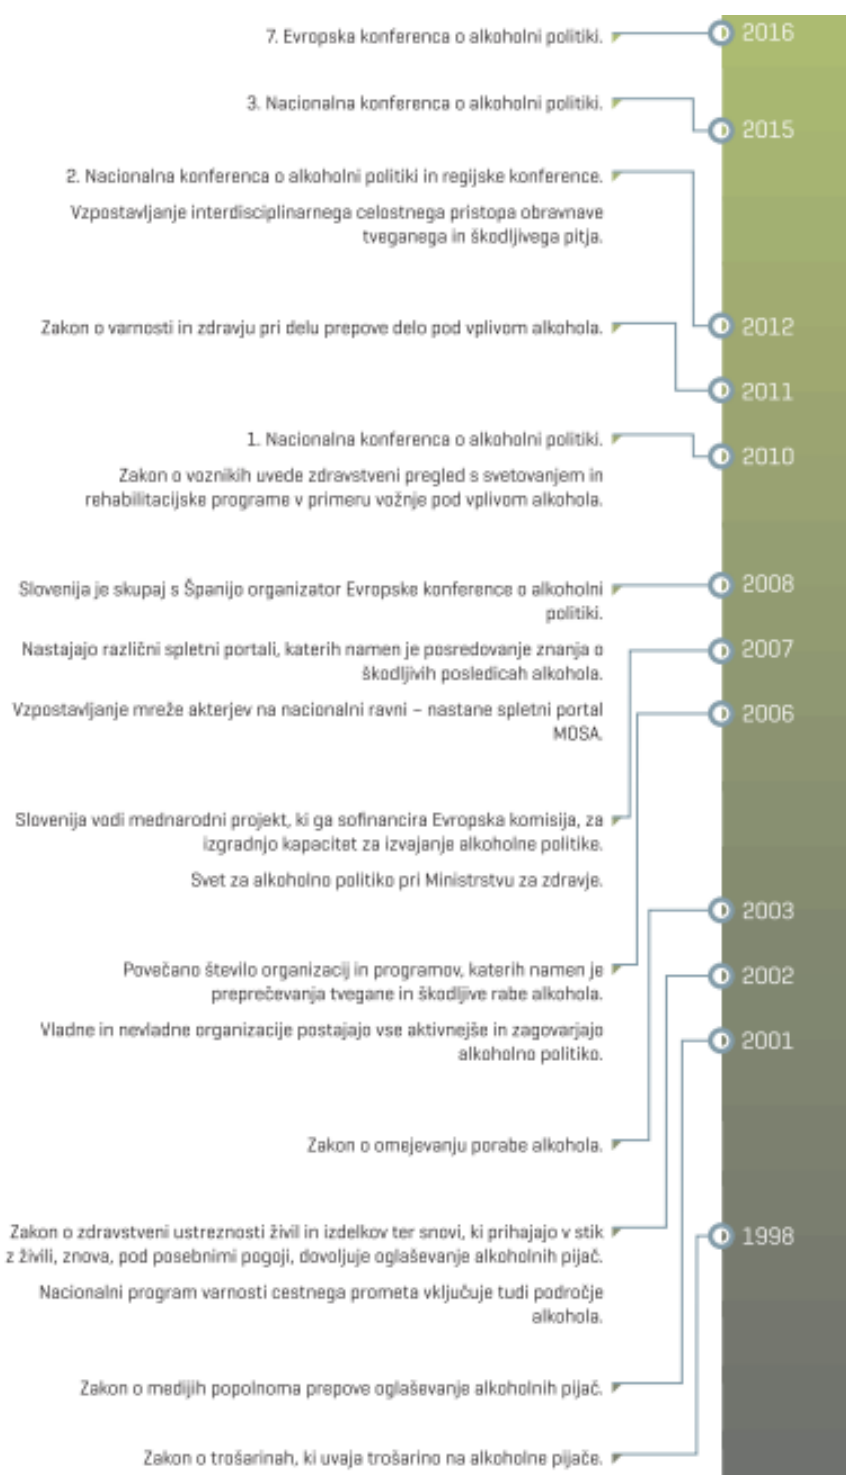 7. Evropska konferenca o alkoholni politiki.
2016
3. Nacionalna konferenca o alkoholni politiki.
2015
2. Nacionalna konferenca o alkoholni politiki in regijske konference.
Vzpostavljanje interdisciplinarnega celostnega pristopa obravnave
tveganega in škodljivega pitja.
Zakon o varnosti in zdravju pri delu prepove delo pod vplivom alkohola.
2012
2011
1. Nacionalna konferenca o alkoholni politiki.
2010
Zakon o voznikih uvede zdravstveni pregled s svetovanjem in
rehabilitacijske programe v primeru vožnje pod vplivom alkohola.
Slovenija je skupaj s Španijo organizator Evropske konference o alkoholni
politiki.
2008
Nastajajo različni spletni portali, katerih namen je posredovanje znanja o
škodljivih posledicah alkohola.
2007
Vzpostavljanje mreže akterjev na nacionalni ravni – nastane spletni portal
MOSA.
2006
Slovenija vodi mednarodni projekt, ki ga sofinancira Evropska komisija, za
izgradnjo kapacitet za izvajanje alkoholne politike.
Svet za alkoholno politiko pri Ministrstvu za zdravje.
2003
Povečano število organizacij in programov, katerih namen je
preprečevanja tvegane in škodljive rabe alkohola.
2002
Vladne in nevladne organizacije postajajo vse aktivnejše in zagovarjajo
alkoholno politiko.
2001
Zakon o omejevanju porabe alkohola.
Zakon o zdravstveni ustreznosti živil in izdelkov ter snovi, ki prihajajo v stik
z živili, znova, pod posebnimi pogoji, dovoljuje oglaševanje alkoholnih pijač.
1998
Nacionalni program varnosti cestnega prometa vključuje tudi področje
alkohola.
Zakon o medijih popolnoma prepove oglaševanje alkoholnih pijač.
Zakon o trošarinah, ki uvaja trošarino na alkoholne pijače.